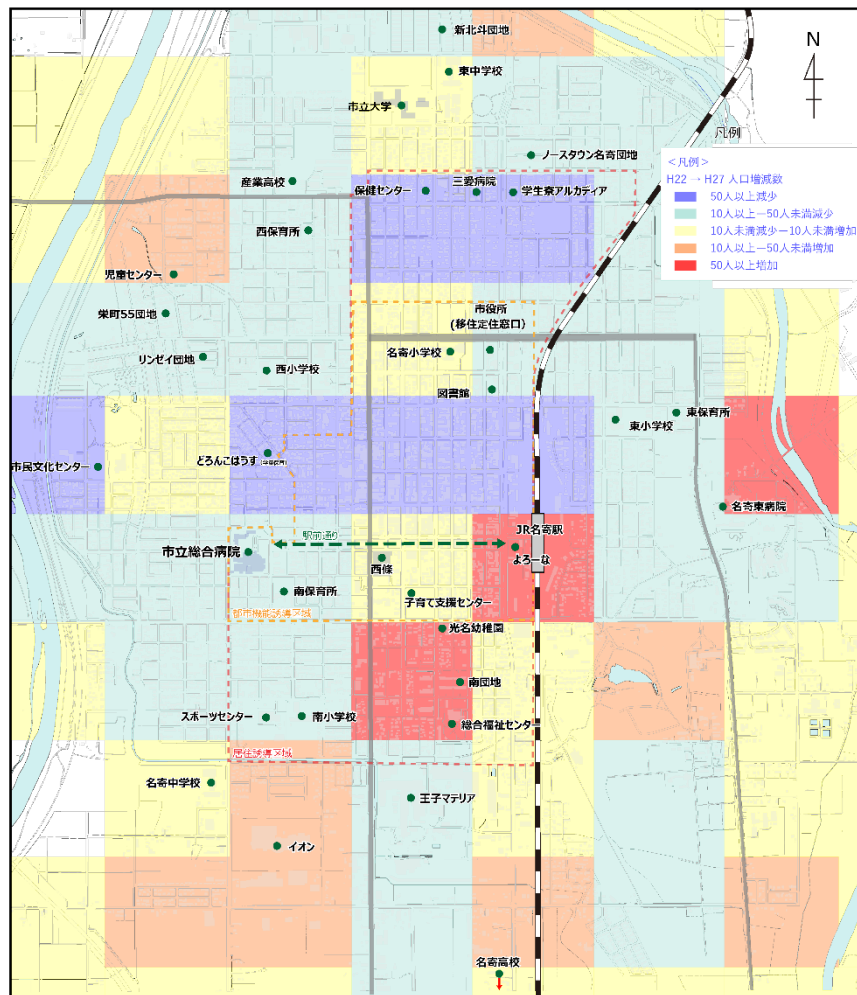 新北斗団地
N
東中学校
市立大学
凡例
ノースタウン名寄団地
<凡例>
H22 → H27 人口増減数
50人以上減少
10人以上ー50人未満減少
10人未満減少ー10人未満増加
10人以上ー50人未満増加
50人以上増加
産業高校
保健センター
三愛病院
学生寮アルカディア
西保育所
児童センター
栄町55団地
市役所
(移住定住窓口)
リンゼイ団地
名寄小学校
西小学校
図書館
東保育所
東小学校
どろんこはうす
市民文化センター
名寄東病院
JR名寄駅
駅前通り
市立総合病院
よろーな
西條
南保育所
子育て支援センター
都市機能誘導区域
光名幼稚園
南団地
スポーツセンター
南小学校
総合福祉センター
居住誘導区域
名寄中学校
王子マテリア
イオン
名寄高校